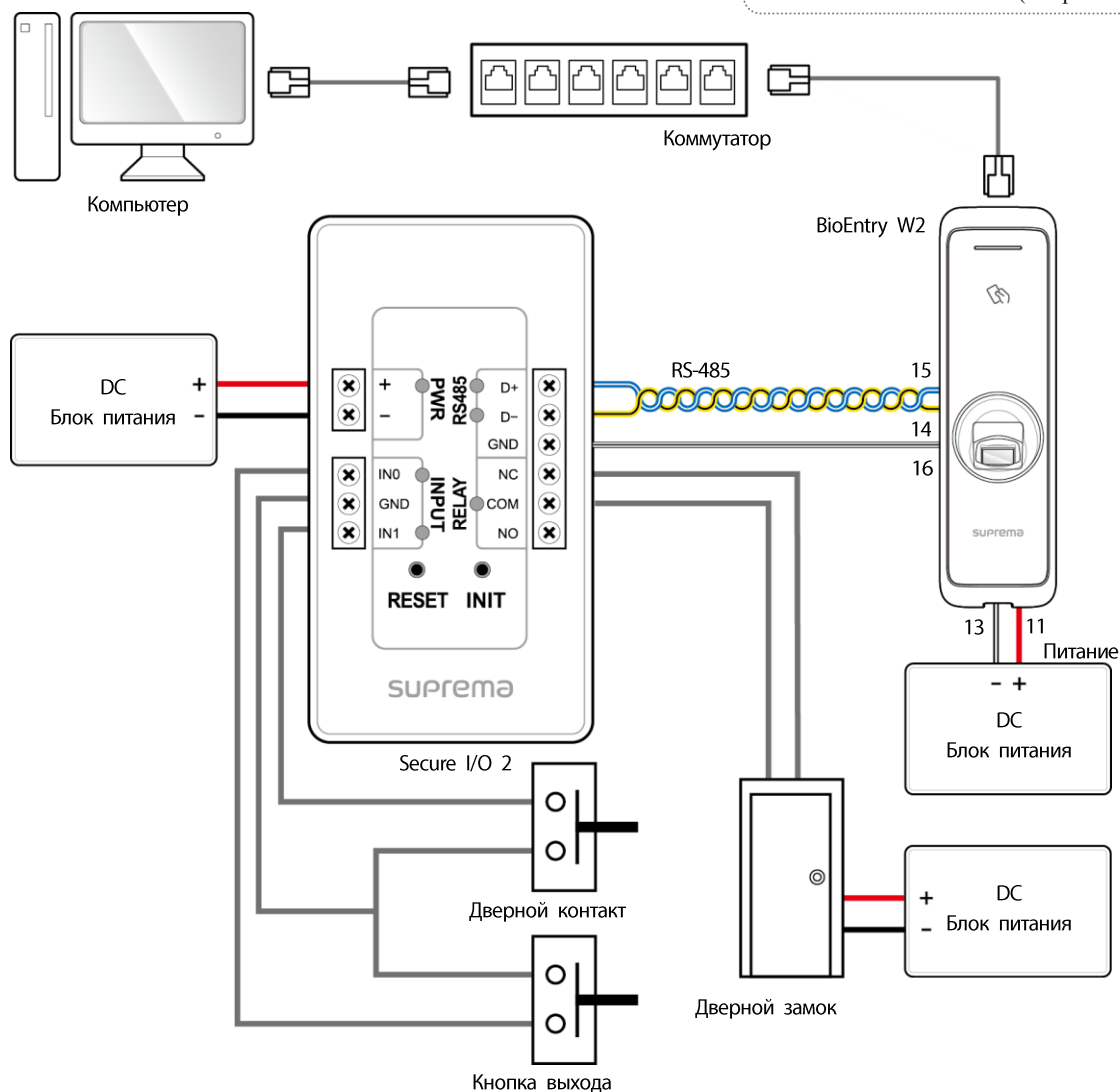 Компьютер
Коммутатор
BioEntry W2
DC
Блок питания
+
−
+
−
PWR
RS485
D+
D−
GND
IN0
GND
IN1
INPUT
RELAY
NC
COM
NO
RESET INIT
suprema
Secure I/O 2
RS-485
15
14
16
suprema
13
11
Питание
− +
DC
Блок питания
Дверной контакт
Кнопка выхода
Дверной замок
+
−
DC
Блок питания